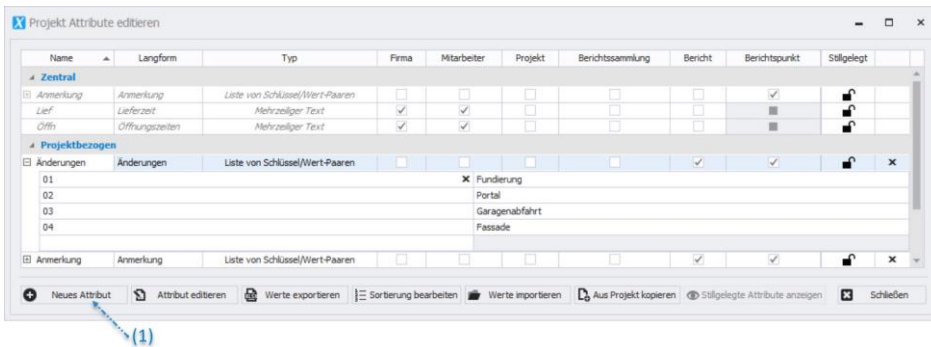 Projekt Attribute editieren
Name Langform Typ Firma Mitarbeiter Projekt Berichtssammlung Bericht Berichtspunkt Stillgelegt
Zentral
Anmerkung Anmerkung Liste von Schlüssel/Wert-Paaren
Lief Lieferzeit Mehrzeiliger Text
Öffn Öffnungszeiten Mehrzeiliger Text
Projektbezogen
Änderungen Änderungen Liste von Schlüssel/Wert-Paaren
01 Fundierung
02 Portal
03 Garagenabfahrt
04 Fassade
Anmerkung Anmerkung Liste von Schlüssel/Wert-Paaren
Neues Attribut Attribut editieren Werte exportieren Sortierung bearbeiten Werte importieren Aus Projekt kopieren Stillgelegte Attribute anzeigen Schließen
(1)